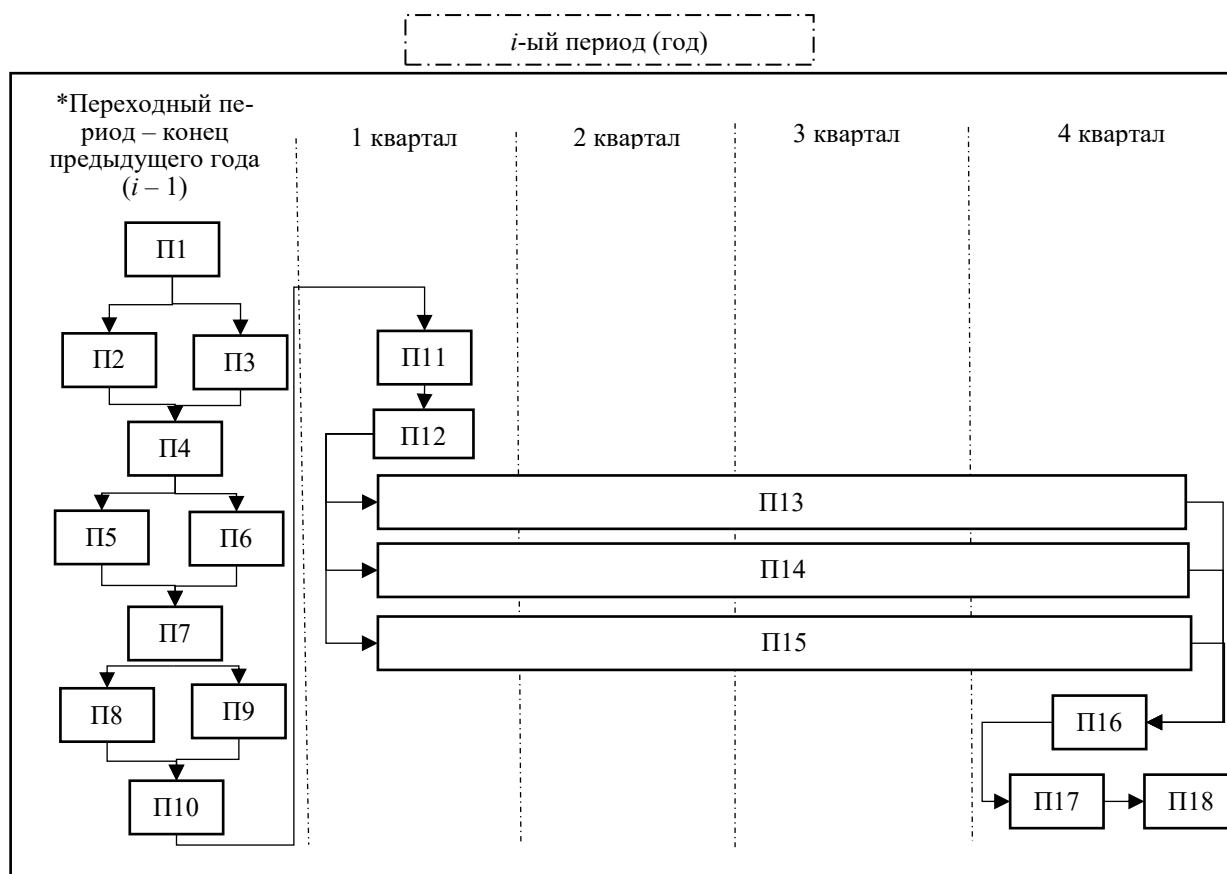 i-ый период (год)
*Переходный пе-
риод – конец
предыдущего года
(i – 1)
1 квартал
2 квартал
3 квартал
4 квартал
П1
П2
П3
П4
П5
П6
П7
П8
П9
П10
П11
П12
П13
П14
П15
П16
П17
П18